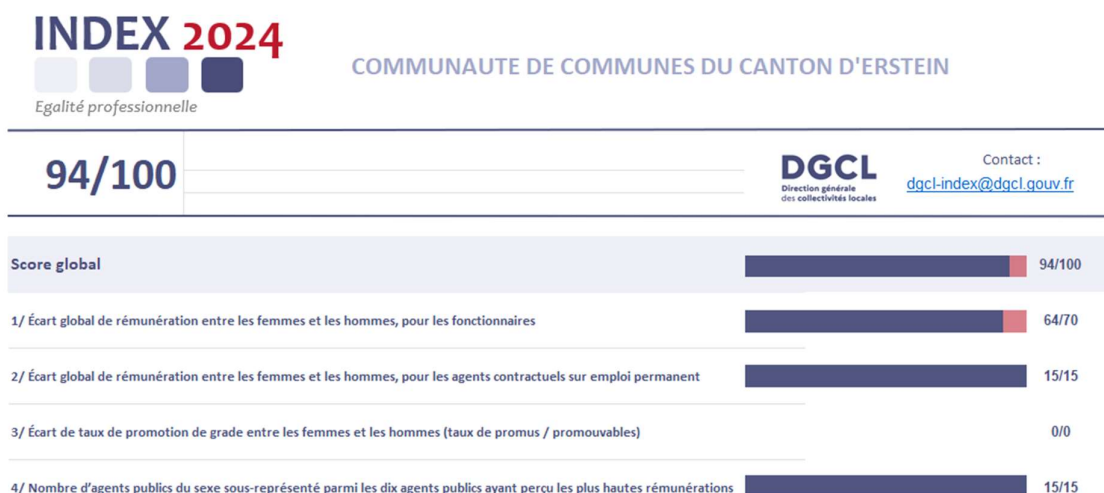 INDEX 2024
Egalité professionnelle
COMMUNAUTE DE COMMUNES DU CANTON D'ERSTEIN
94/100
DGCL
Direction générale
des collectivités locales
Contact :
dgcl-index@dgcl.gouv.fr
Score global 94/100
1/ Écart global de rémunération entre les femmes et les hommes, pour les fonctionnaires 64/70
2/ Écart global de rémunération entre les femmes et les hommes, pour les agents contractuels sur emploi permanent 15/15
3/ Écart de taux de promotion de grade entre les femmes et les hommes (taux de promus / promouvables) 0/0
4/ Nombre d'agents publics du sexe sous-représenté parmi les dix agents publics ayant perçu les plus hautes rémunérations 15/15